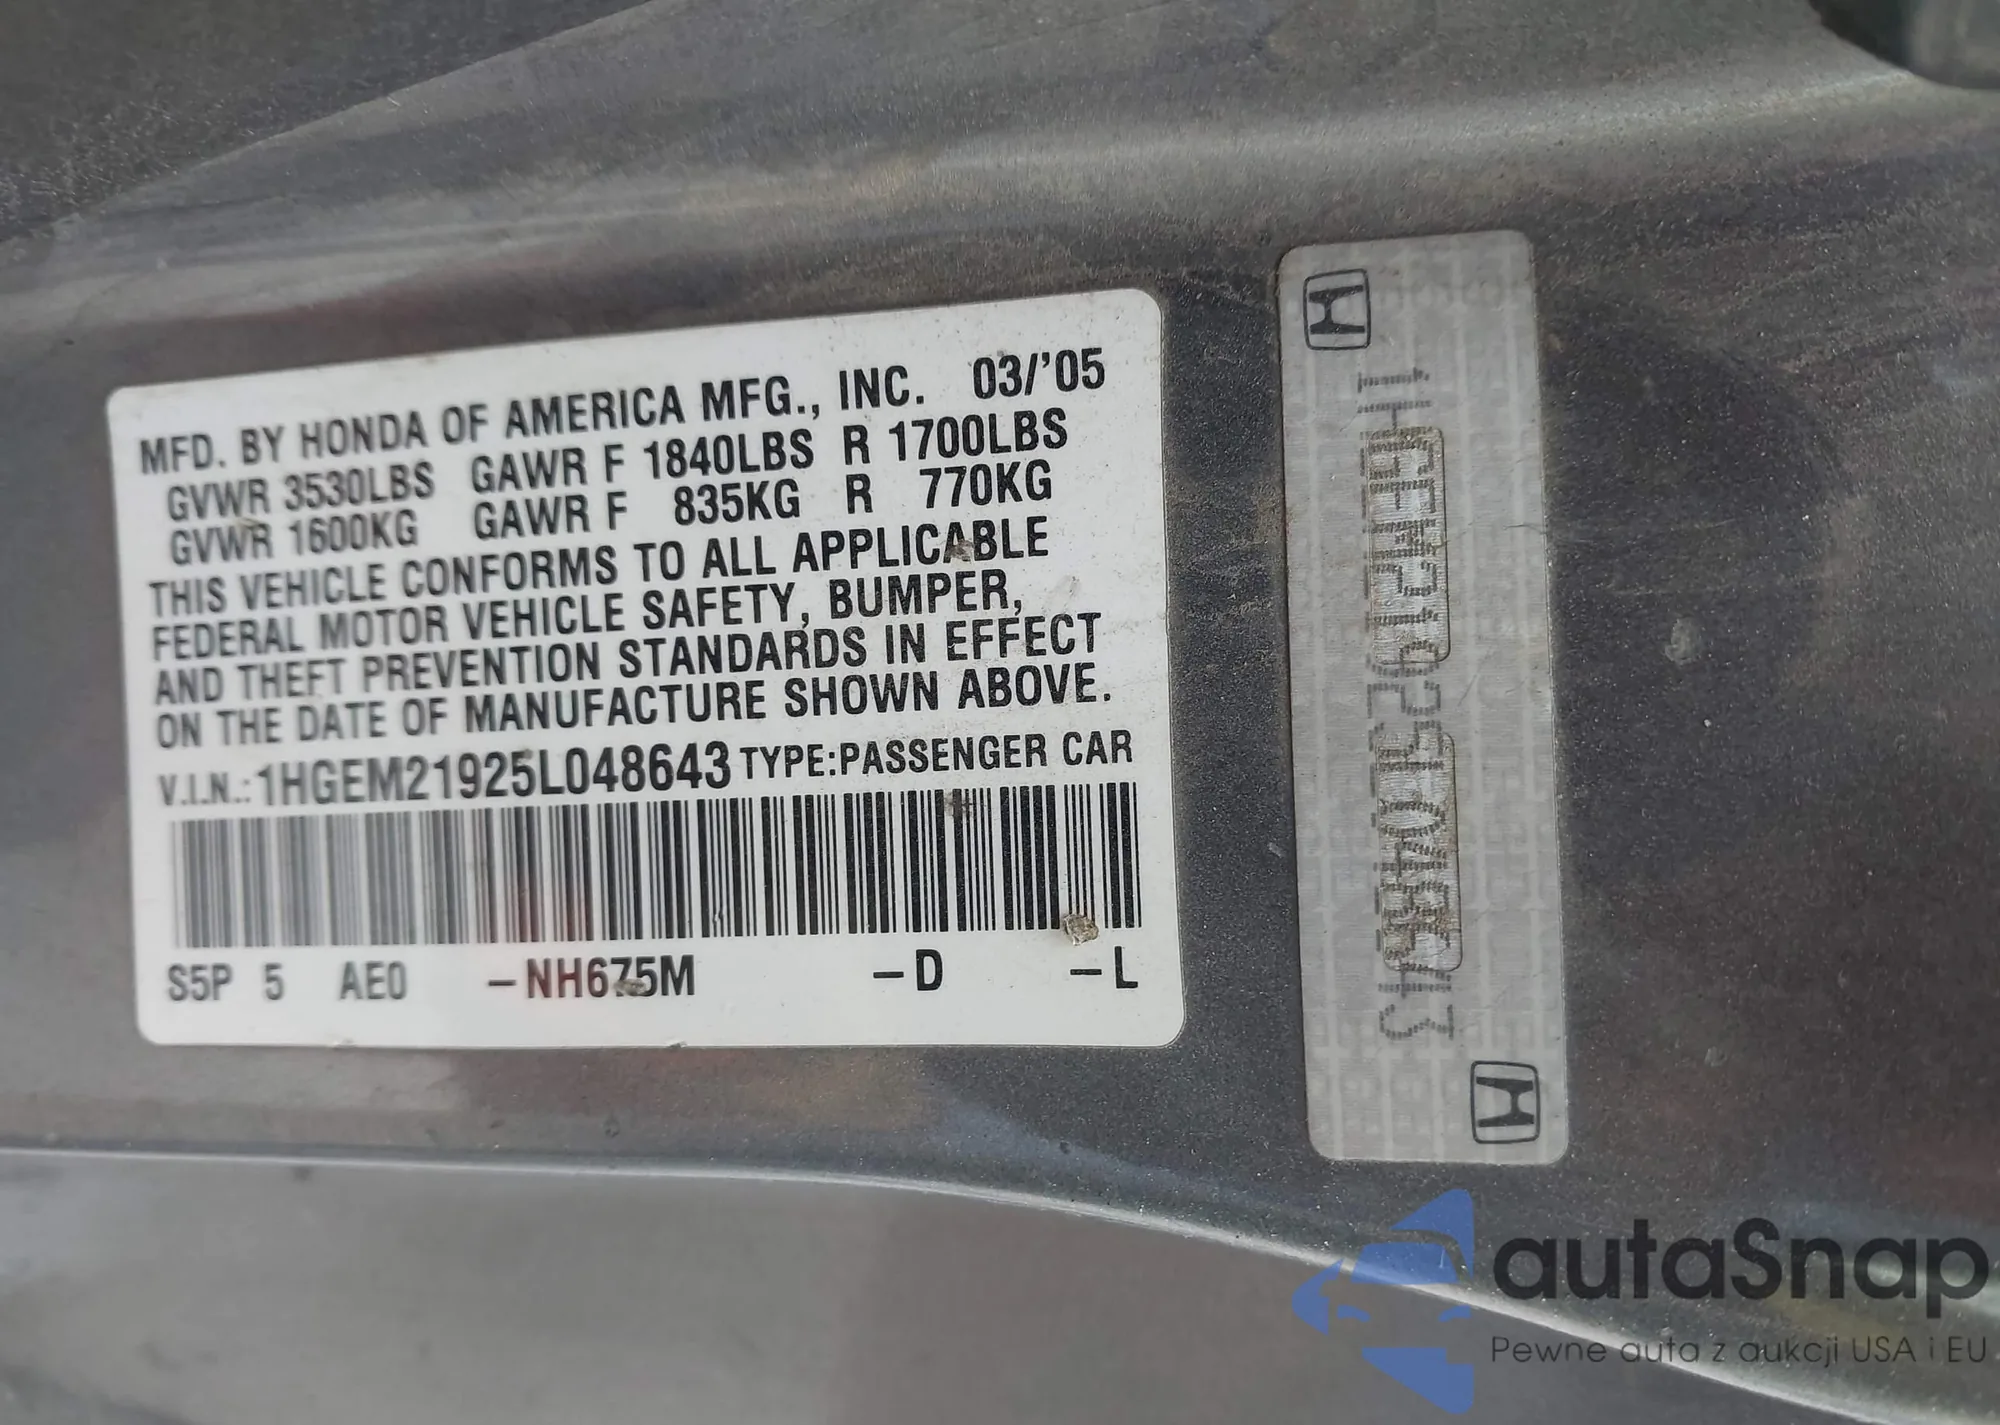 MFD. BY HONDA OF AMERICA MFG., INC. 03/'05
GVWR 3530LBS GAWR F 1840LBS R 1700LBS
GVWR 1600KG GAWR F 835KG R 770KG
THIS VEHICLE CONFORMS TO ALL APPLICABLE
FEDERAL MOTOR VEHICLE SAFETY, BUMPER,
AND THEFT PREVENTION STANDARDS IN EFFECT
ON THE DATE OF MANUFACTURE SHOWN ABOVE.
V.I.N.: 1HGEM21925L048643 TYPE:PASSENGER CAR
S5P 5 AE0 -NH675M -D -L
1HGEM21925L048643
autaSnap
Pewne auta z aukcji USA i EU